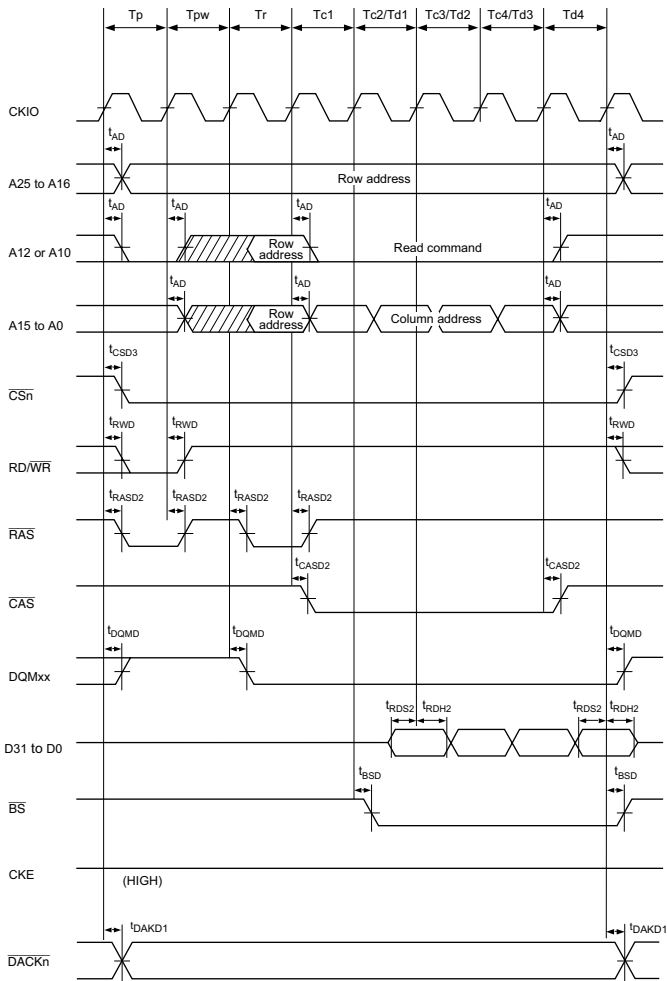 Tp Tpw Tr Tc1 Tc2/Td1 Tc3/Td2 Tc4/Td3 Td4
CKIO
tAD tAD
A25 to A16 Row address
tAD tAD tAD tAD
A12 or A10 Row address Read command
tAD tAD tAD
A15 to A0 Row address Column address
tCSD3 tCSD3
CSn
tRWD tRWD tRWD
RD/WR
tRASD2 tRASD2 tRASD2 tRASD2
RAS
tCASD2 tCASD2
CAS
tDQMD tDQMD tDQMD
DQMxx
tRDS2 tRDH2 tRDS2 tRDH2
D31 to D0
tBSD tBSD
BS
CKE
(HIGH)
tDAKD1 tDAKD1
DACKn